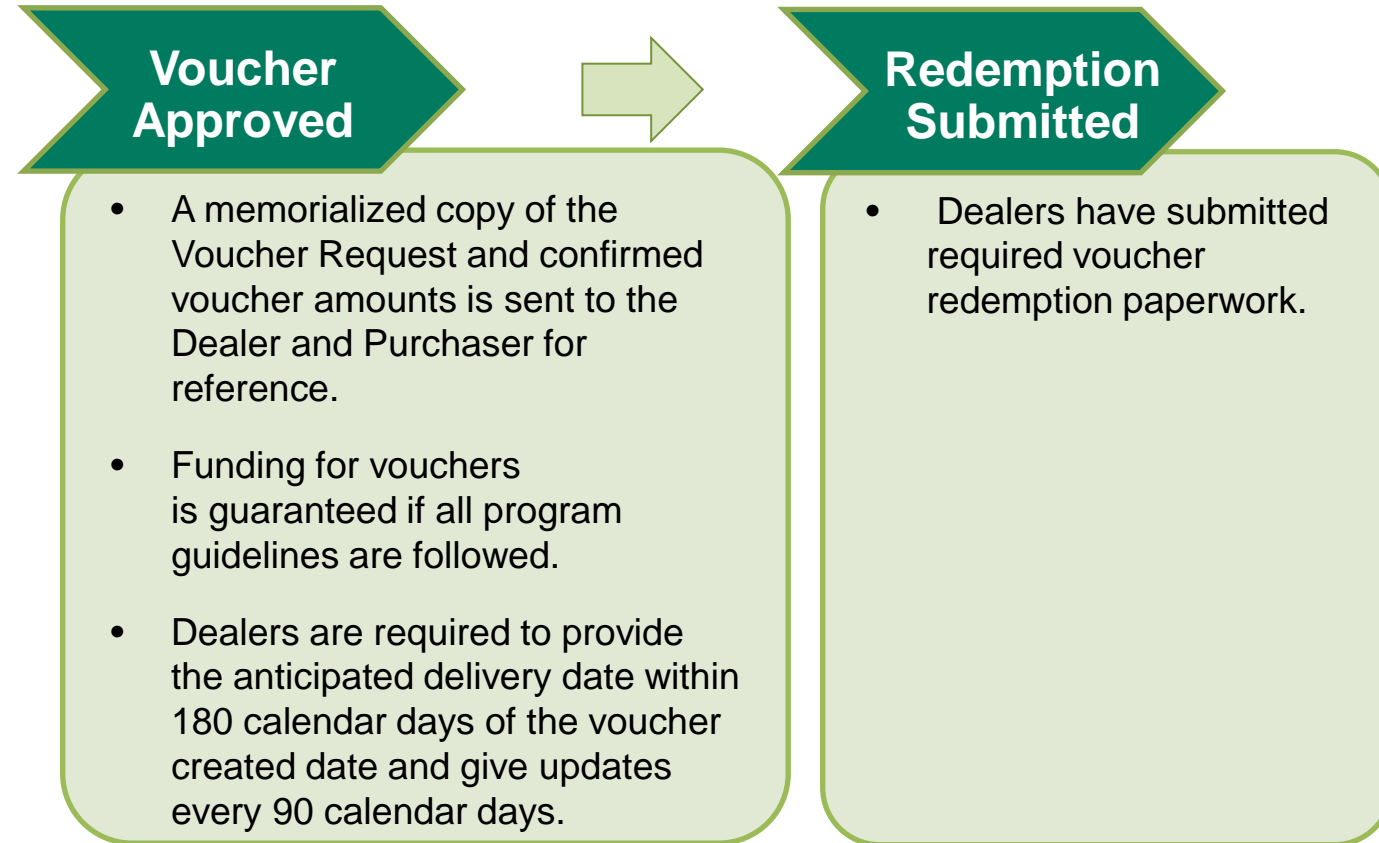 Voucher
Approved
• A memorialized copy of the
Voucher Request and confirmed
voucher amounts is sent to the
Dealer and Purchaser for
reference.
• Funding for vouchers
is guaranteed if all program
guidelines are followed.
• Dealers are required to provide
the anticipated delivery date within
180 calendar days of the voucher
created date and give updates
every 90 calendar days.
Redemption
Submitted
• Dealers have submitted
required voucher
redemption paperwork.